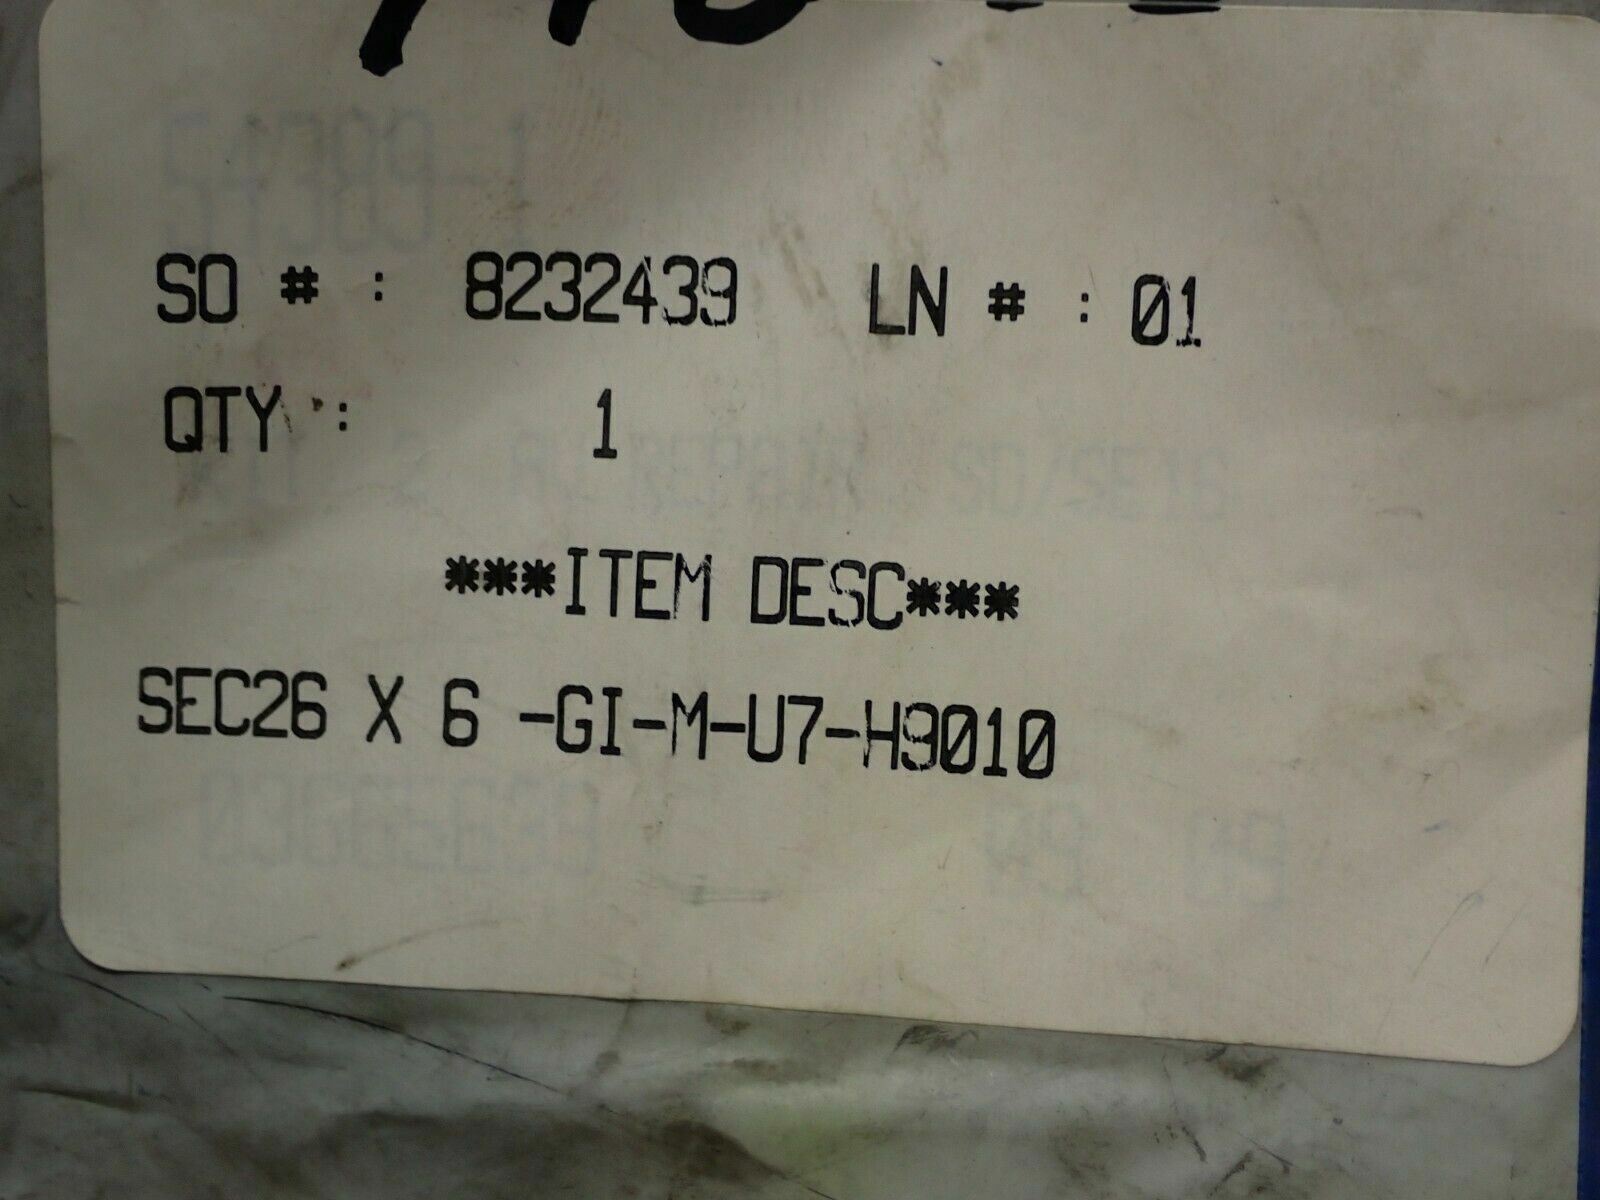 SO # : 8232439 LN # : 01
QTY : 1
***ITEM DESC***
SEC26 X 6 -GI-M-U7-H9010